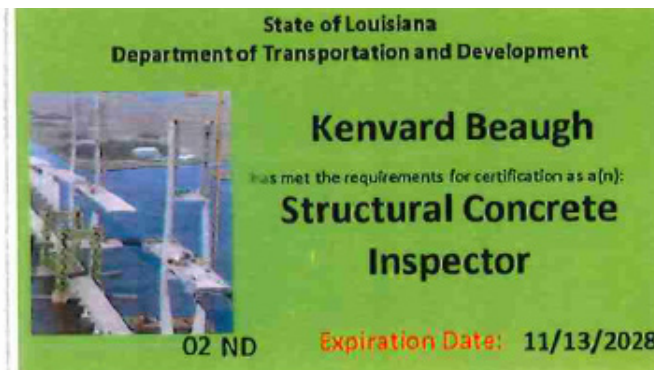 State of Louisiana
Department of Transportation and Development
Kenvard Beaugh
has met the requirements for certification as a(n):
Structural Concrete
Inspector
02 ND
Expiration Date: 11/13/2028